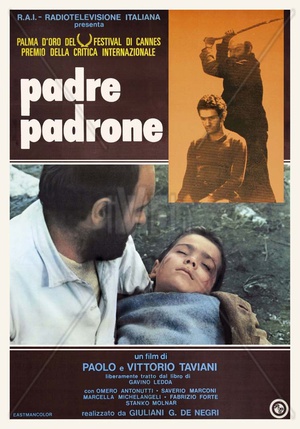 R.A.I. - RADIOTELEVISIONE ITALIANA
presenta
PALMA D'ORO DEL FESTIVAL DI CANNES
PREMIO DELLA CRITICA INTERNAZIONALE
padre
padrone
un film di
PAOLO e VITTORIO TAVIANI
liberamente tratto dal libro di
GAVINO LEDDA
con OMERO ANTONUTTI - SAVERIO MARCONI
MARCELLA MICHELANGELI - FABRIZIO FORTE
STANKO MOLNAR
realizzato da GIULIANI G. DE NEGRI
EASTMANCOLOR